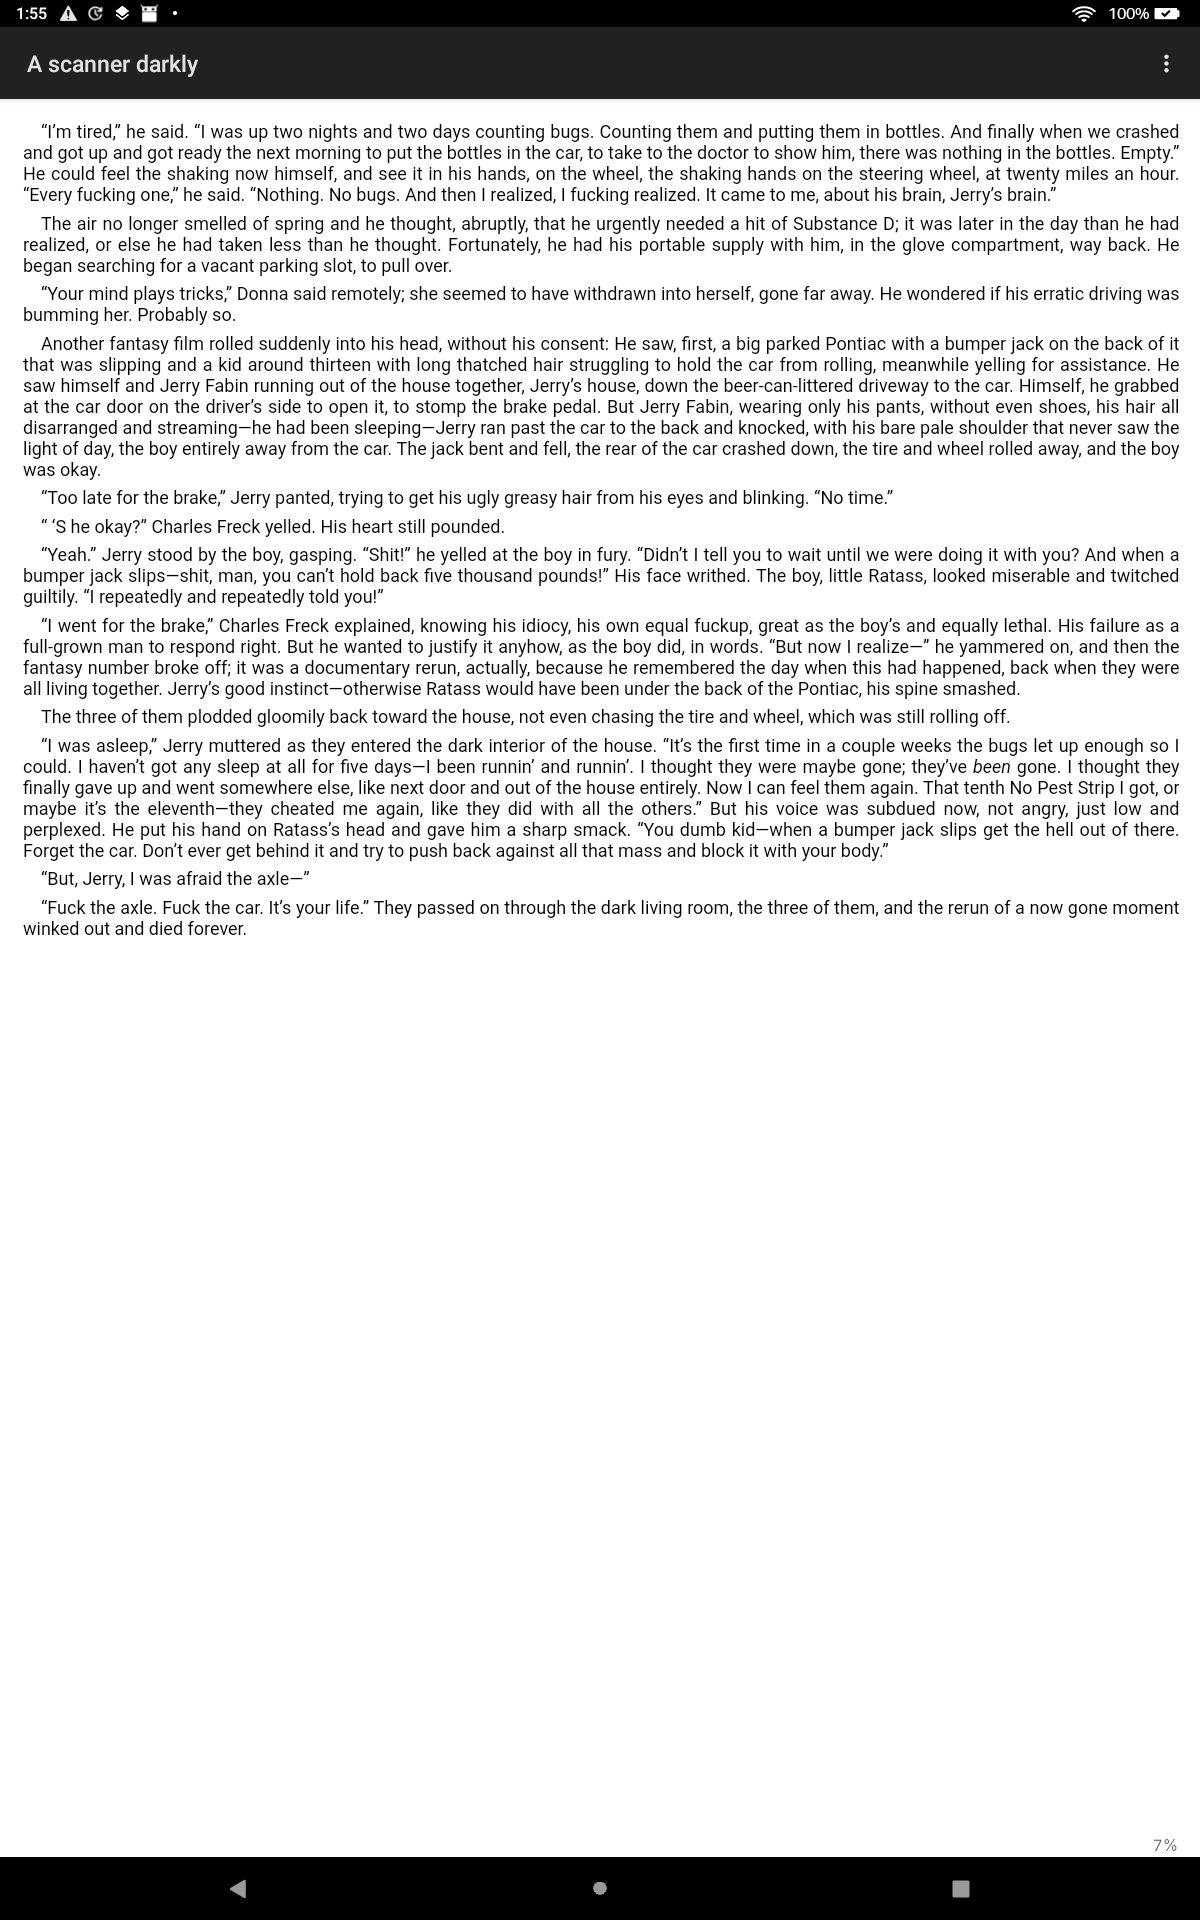 1:55
100%
A scanner darkly
“I’m tired,” he said. “I was up two nights and two days counting bugs. Counting them and putting them in bottles. And finally when we crashed
and got up and got ready the next morning to put the bottles in the car, to take to the doctor to show him, there was nothing in the bottles. Empty.”
He could feel the shaking now himself, and see it in his hands, on the wheel, the shaking hands on the steering wheel, at twenty miles an hour.
“Every fucking one,” he said. “Nothing. No bugs. And then I realized, I fucking realized. It came to me, about his brain, Jerry’s brain.”
The air no longer smelled of spring and he thought, abruptly, that he urgently needed a hit of Substance D; it was later in the day than he had
realized, or else he had taken less than he thought. Fortunately, he had his portable supply with him, in the glove compartment, way back. He
began searching for a vacant parking slot, to pull over.
“Your mind plays tricks,” Donna said remotely; she seemed to have withdrawn into herself, gone far away. He wondered if his erratic driving was
bumming her. Probably so.
Another fantasy film rolled suddenly into his head, without his consent: He saw, first, a big parked Pontiac with a bumper jack on the back of it
that was slipping and a kid around thirteen with long thatched hair struggling to hold the car from rolling, meanwhile yelling for assistance. He
saw himself and Jerry Fabin running out of the house together, Jerry’s house, down the beer-can-littered driveway to the car. Himself, he grabbed
at the car door on the driver’s side to open it, to stomp the brake pedal. But Jerry Fabin, wearing only his pants, without even shoes, his hair all
disarranged and streaming—he had been sleeping—Jerry ran past the car to the back and knocked, with his bare pale shoulder that never saw the
light of day, the boy entirely away from the car. The jack bent and fell, the rear of the car crashed down, the tire and wheel rolled away, and the boy
was okay.
“Too late for the brake,” Jerry panted, trying to get his ugly greasy hair from his eyes and blinking. “No time.”
“ ‘S he okay?” Charles Freck yelled. His heart still pounded.
“Yeah.” Jerry stood by the boy, gasping. “Shit!” he yelled at the boy in fury. “Didn’t I tell you to wait until we were doing it with you? And when a
bumper jack slips—shit, man, you can’t hold back five thousand pounds!” His face writhed. The boy, little Ratass, looked miserable and twitched
guiltily. “I repeatedly and repeatedly told you!”
“I went for the brake,” Charles Freck explained, knowing his idiocy, his own equal fuckup, great as the boy’s and equally lethal. His failure as a
full-grown man to respond right. But he wanted to justify it anyhow, as the boy did, in words. “But now I realize—” he yammered on, and then the
fantasy number broke off; it was a documentary rerun, actually, because he remembered the day when this had happened, back when they were
all living together. Jerry’s good instinct—otherwise Ratass would have been under the back of the Pontiac, his spine smashed.
The three of them plodded gloomily back toward the house, not even chasing the tire and wheel, which was still rolling off.
“I was asleep,” Jerry muttered as they entered the dark interior of the house. “It’s the first time in a couple weeks the bugs let up enough so I
could. I haven’t got any sleep at all for five days—I been runnin’ and runnin’. I thought they were maybe gone; they’ve been gone. I thought they
finally gave up and went somewhere else, like next door and out of the house entirely. Now I can feel them again. That tenth No Pest Strip I got, or
maybe it’s the eleventh—they cheated me again, like they did with all the others.” But his voice was subdued now, not angry, just low and
perplexed. He put his hand on Ratass’s head and gave him a sharp smack. “You dumb kid—when a bumper jack slips get the hell out of there.
Forget the car. Don’t ever get behind it and try to push back against all that mass and block it with your body.”
“But, Jerry, I was afraid the axle—”
“Fuck the axle. Fuck the car. It’s your life.” They passed on through the dark living room, the three of them, and the rerun of a now gone moment
winked out and died forever.
7%